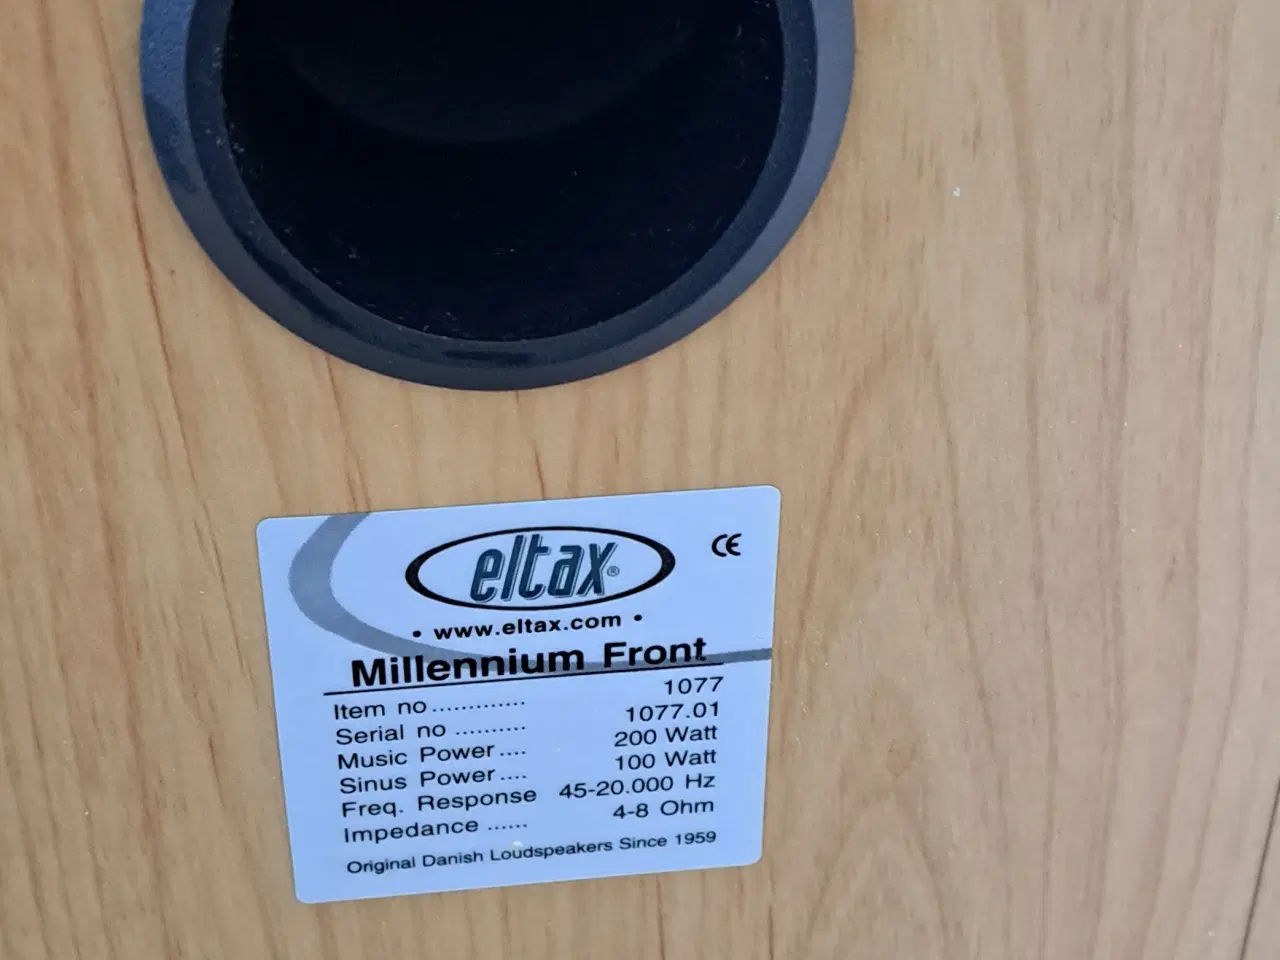 eltax®
CE
• www.eltax.com •
Millennium Front
Item no ............. 1077
Serial no .......... 1077.01
Music Power .... 200 Watt
Sinus Power .... 100 Watt
Freq. Response 45-20.000 Hz
Impedance ...... 4-8 Ohm
Original Danish Loudspeakers Since 1959